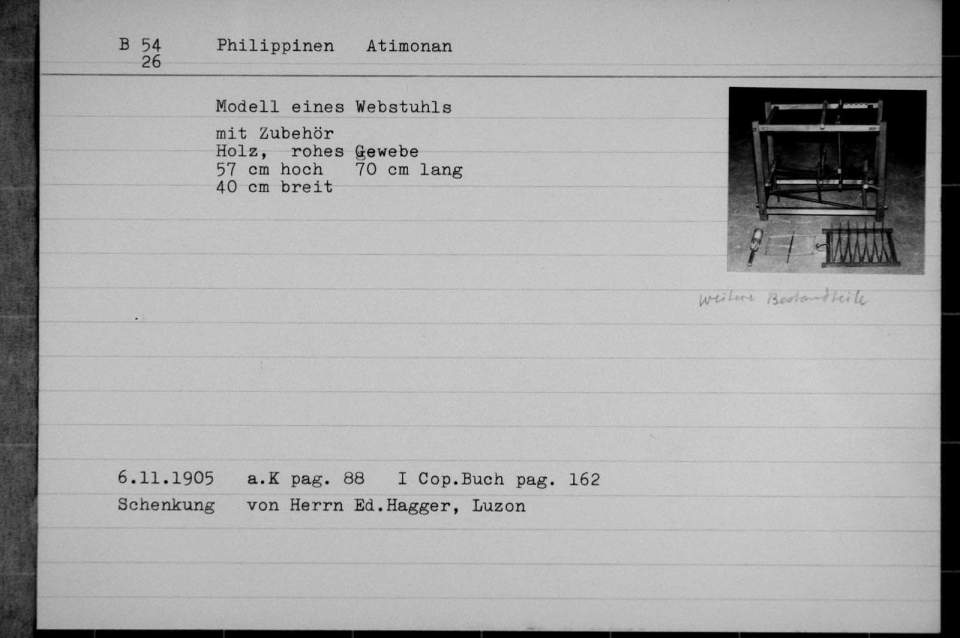 B 54 Philippinen Atimonan
26
Modell eines Webstuhls
mit Zubehör
Holz, rohes Gewebe
57 cm hoch 70 cm lang
40 cm breit
weitere Bestandteile
6.11.1905 a.K pag. 88 I Cop.Buch pag. 162
Schenkung von Herrn Ed.Hagger, Luzon